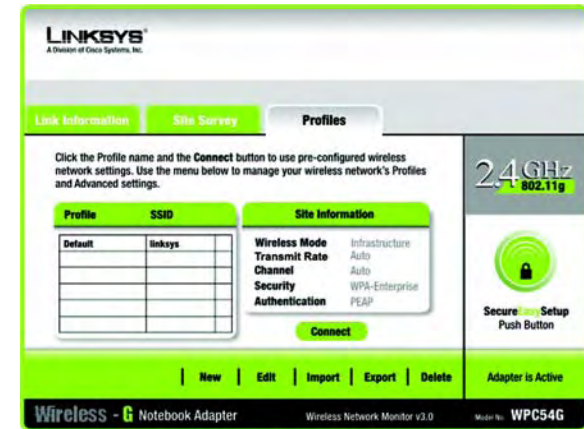 LINKSYS®
A Division of Cisco Systems, Inc.
Link Information
Site Survey
Profiles
Click the Profile name and the Connect button to use pre-configured wireless
network settings. Use the menu below to manage your wireless network's Profiles
and Advanced settings.
Profile SSID
Default linksys
Site Information
Wireless Mode Infrastructure
Transmit Rate Auto
Channel Auto
Security WPA-Enterprise
Authentication PEAP
Connect
2.4 GHz
802.11g
SecureEasySetup
Push Button
New | Edit | Import | Export | Delete
Adapter is Active
Wireless - G Notebook Adapter
Wireless Network Monitor v3.0
Model No. WPC54G